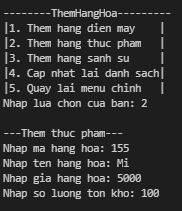 --------ThemHangHoa---------
|1. Them hang dien may    |
|2. Them hang thuc pham   |
|3. Them hang sanh su     |
|4. Cap nhat lai danh sach|
|5. Quay lai menu chinh   |
Nhap lua chon cua ban: 2
---Them thuc pham---
Nhap ma hang hoa: 155
Nhap ten hang hoa: Mi
Nhap gia hang hoa: 5000
Nhap so luong ton kho: 100